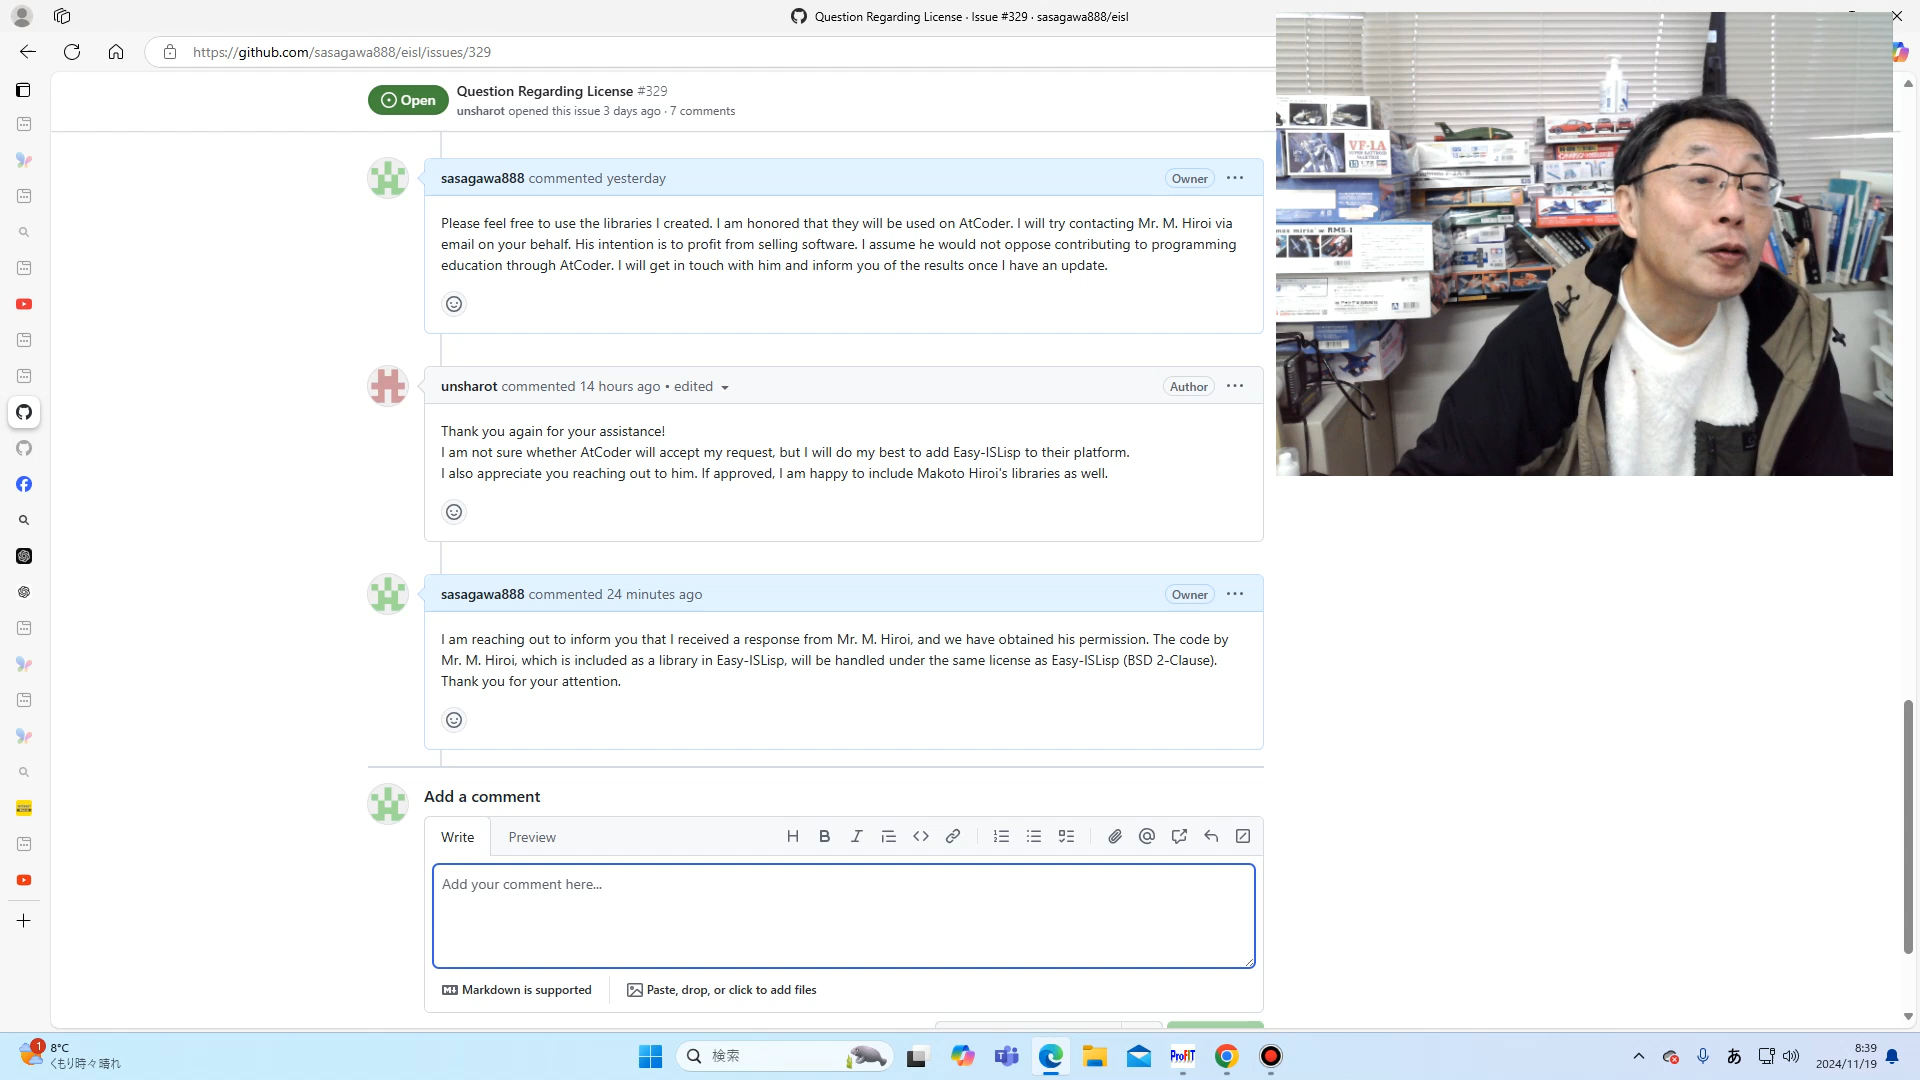 Question Regarding License · Issue #329 · sasagawa888/eisl
https://github.com/sasagawa888/eisl/issues/329
Open
Question Regarding License #329
unsharot opened this issue 3 days ago · 7 comments
sasagawa888 commented yesterday
Owner
Please feel free to use the libraries I created. I am honored that they will be used on AtCoder. I will try contacting Mr. M. Hiroi via
email on your behalf. His intention is to profit from selling software. I assume he would not oppose contributing to programming
education through AtCoder. I will get in touch with him and inform you of the results once I have an update.
unsharot commented 14 hours ago • edited
Author
Thank you again for your assistance!
I am not sure whether AtCoder will accept my request, but I will do my best to add Easy-ISLisp to their platform.
I also appreciate you reaching out to him. If approved, I am happy to include Makoto Hiroi's libraries as well.
sasagawa888 commented 24 minutes ago
Owner
I am reaching out to inform you that I received a response from Mr. M. Hiroi, and we have obtained his permission. The code by
Mr. M. Hiroi, which is included as a library in Easy-ISLisp, will be handled under the same license as Easy-ISLisp (BSD 2-Clause).
Thank you for your attention.
Add a comment
Write
Preview
Add your comment here...
Markdown is supported
Paste, drop, or click to add files
VF-1A
1
8°C
くもり時々晴れ
検索
ProFIT
あ
8:39
2024/11/19